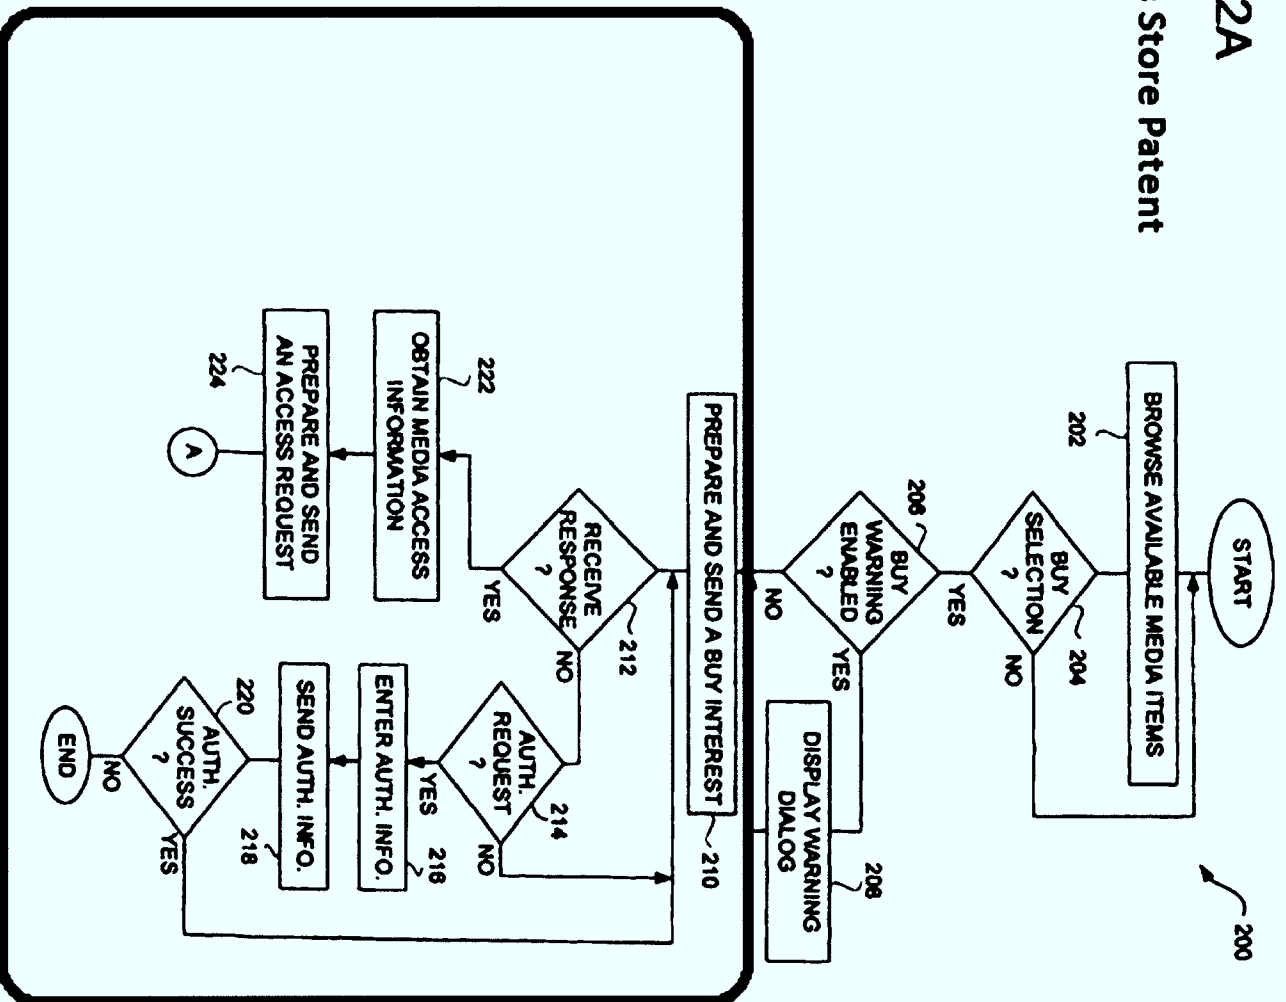 2A
Store Patent
200
START
BROWSE AVAILABLE MEDIA ITEMS
202
BUY
SELECTION
?
204
NO
YES
206
BUY
WARNING
ENABLED
?
YES
NO
DISPLAY WARNING
DIALOG
208
PREPARE AND SEND A BUY INTEREST
210
RECEIVE
RESPONSE
?
212
NO
YES
222
OBTAIN MEDIA ACCESS
INFORMATION
PREPARE AND SEND
AN ACCESS REQUEST
224
A
AUTH.
REQUEST
?
214
NO
YES
ENTER AUTH. INFO.
216
SEND AUTH. INFO.
218
220
AUTH.
SUCCESS
?
YES
NO
END